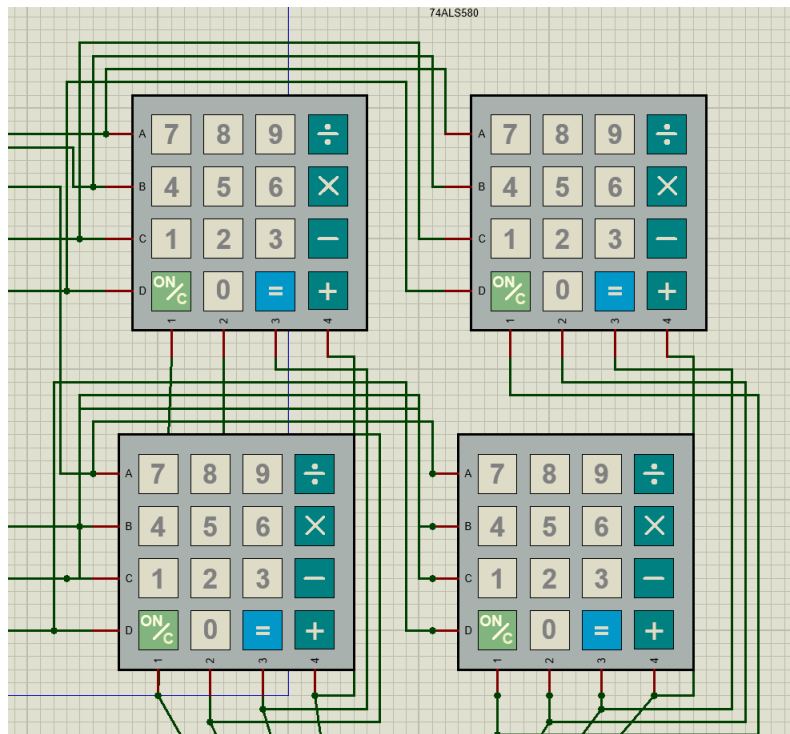 74ALS580
A 7 8 9 ÷ A 7 8 9 ÷
B 4 5 6 × B 4 5 6 ×
C 1 2 3 − C 1 2 3 −
D ON/C 0 = + D ON/C 0 = +
1 2 3 4 1 2 3 4
A 7 8 9 ÷ A 7 8 9 ÷
B 4 5 6 × B 4 5 6 ×
C 1 2 3 − C 1 2 3 −
D ON/C 0 = + D ON/C 0 = +
1 2 3 4 1 2 3 4